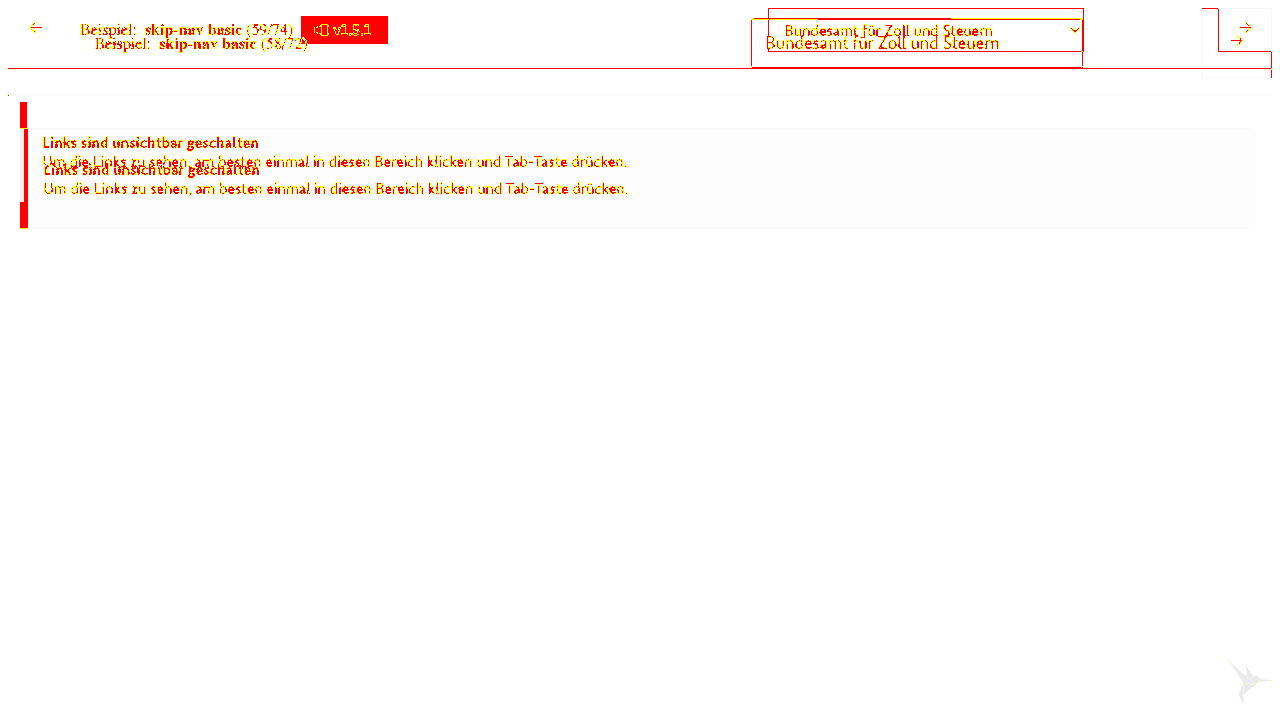 Beispiel: skip-nav basic (59/74)
v1.5.1
Bundesamt für Zoll und Steuern
Beispiel: skip-nav basic (58/72)
Bundesamt für Zoll und Steuern
Links sind unsichtbar geschalten
Um die Links zu sehen, am besten einmal in diesen Bereich klicken und Tab-Taste drücken.
Links sind unsichtbar geschalten
Um die Links zu sehen, am besten einmal in diesen Bereich klicken und Tab-Taste drücken.